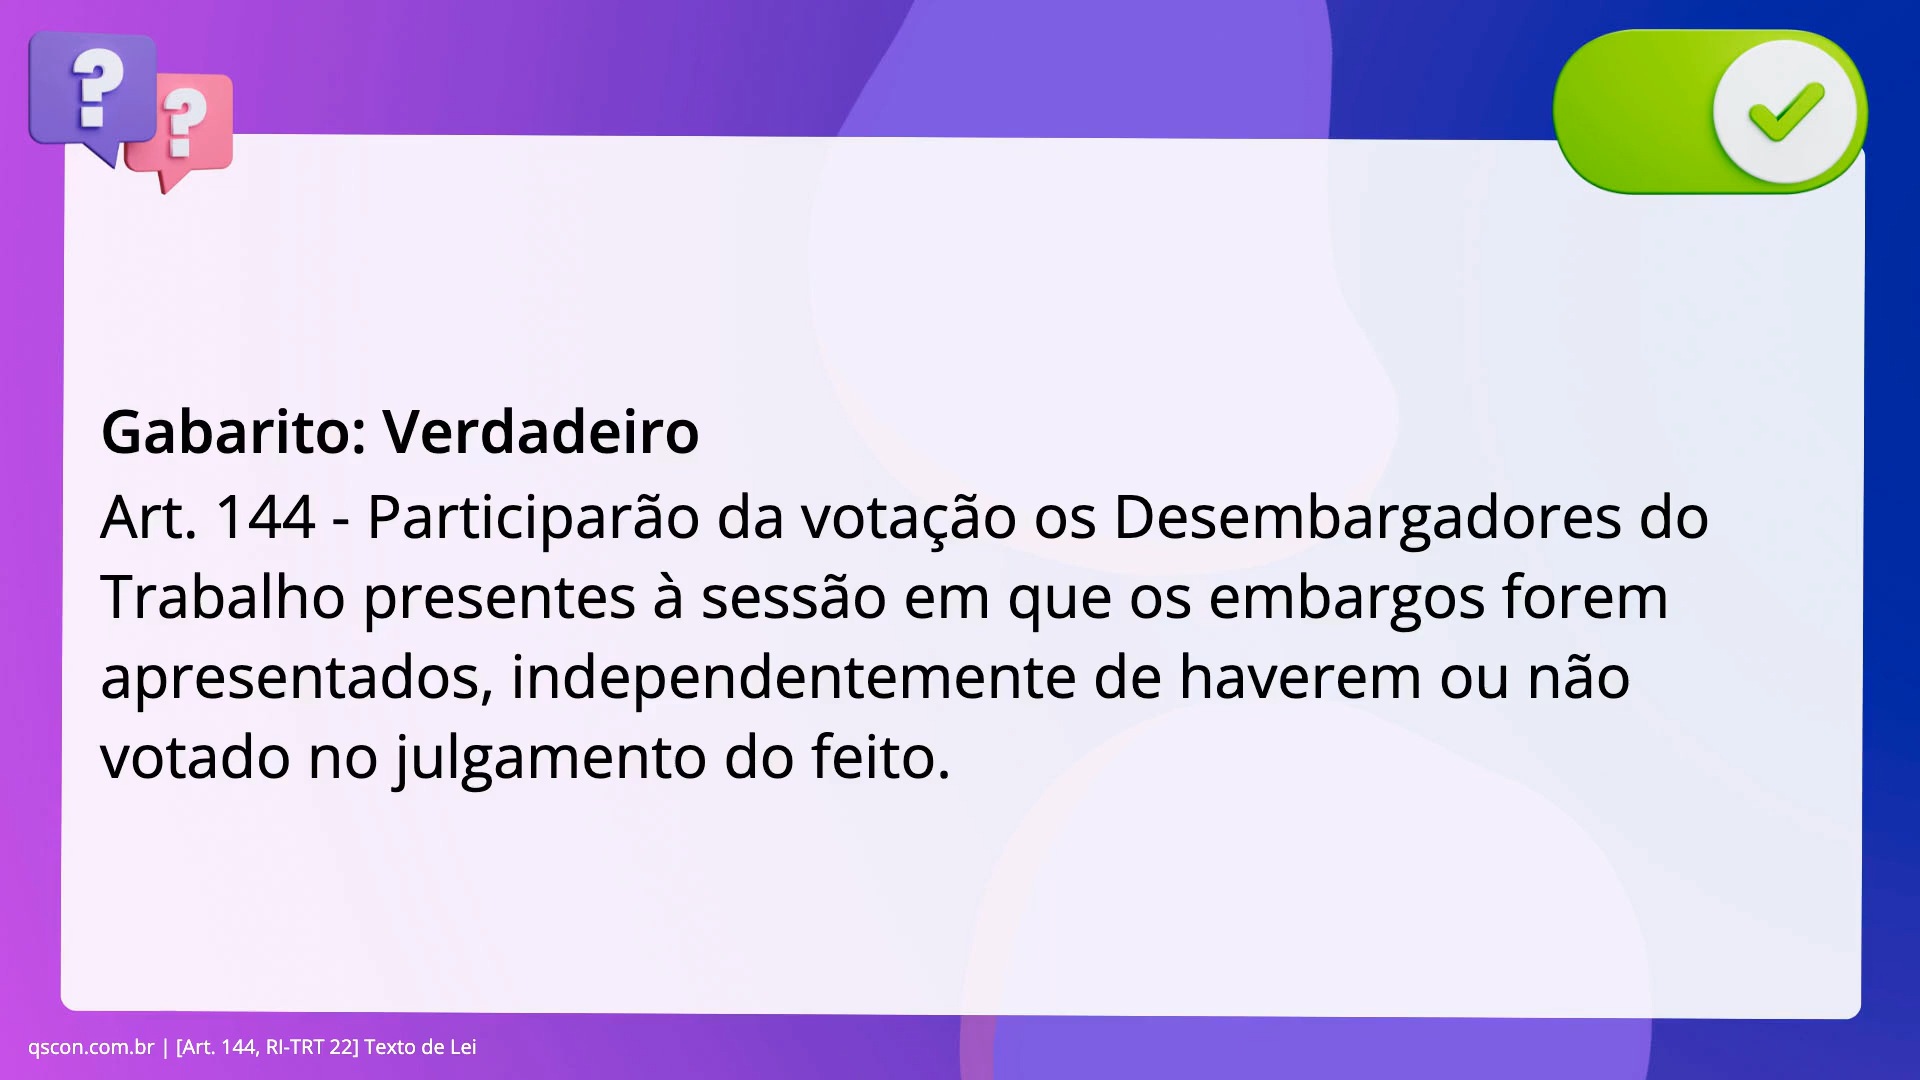 Gabarito: Verdadeiro
Art. 144 - Participarão da votação os Desembargadores do
Trabalho presentes à sessão em que os embargos forem
apresentados, independentemente de haverem ou não
votado no julgamento do feito.
qscon.com.br | [Art. 144, RI-TRT 22] Texto de Lei